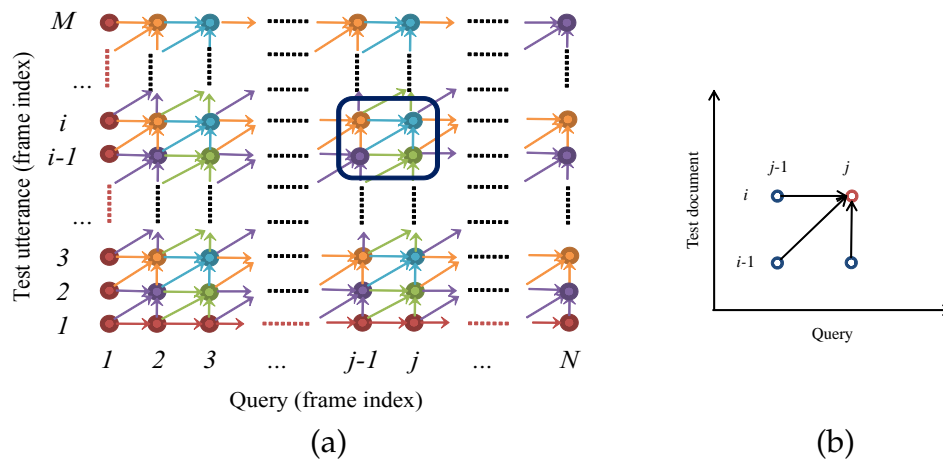 M
...
i
i-1
...
3
2
1
1 2 3 ... j-1 j ... N
Test utterance (frame index)
Query (frame index)
(a)
j-1 j
i
i-1
Test document
Query
(b)